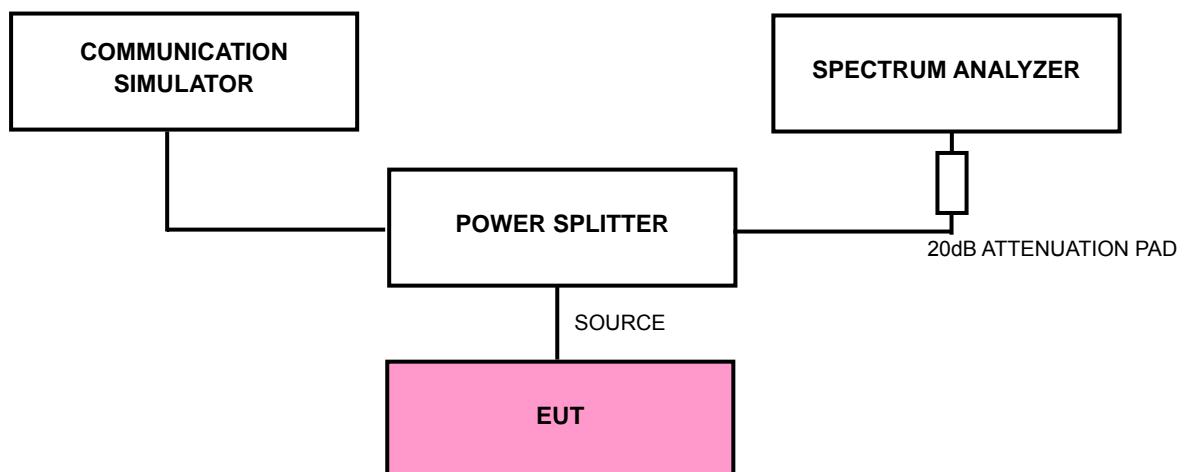 COMMUNICATION
SIMULATOR
SPECTRUM ANALYZER
POWER SPLITTER
20dB ATTENUATION PAD
SOURCE
EUT